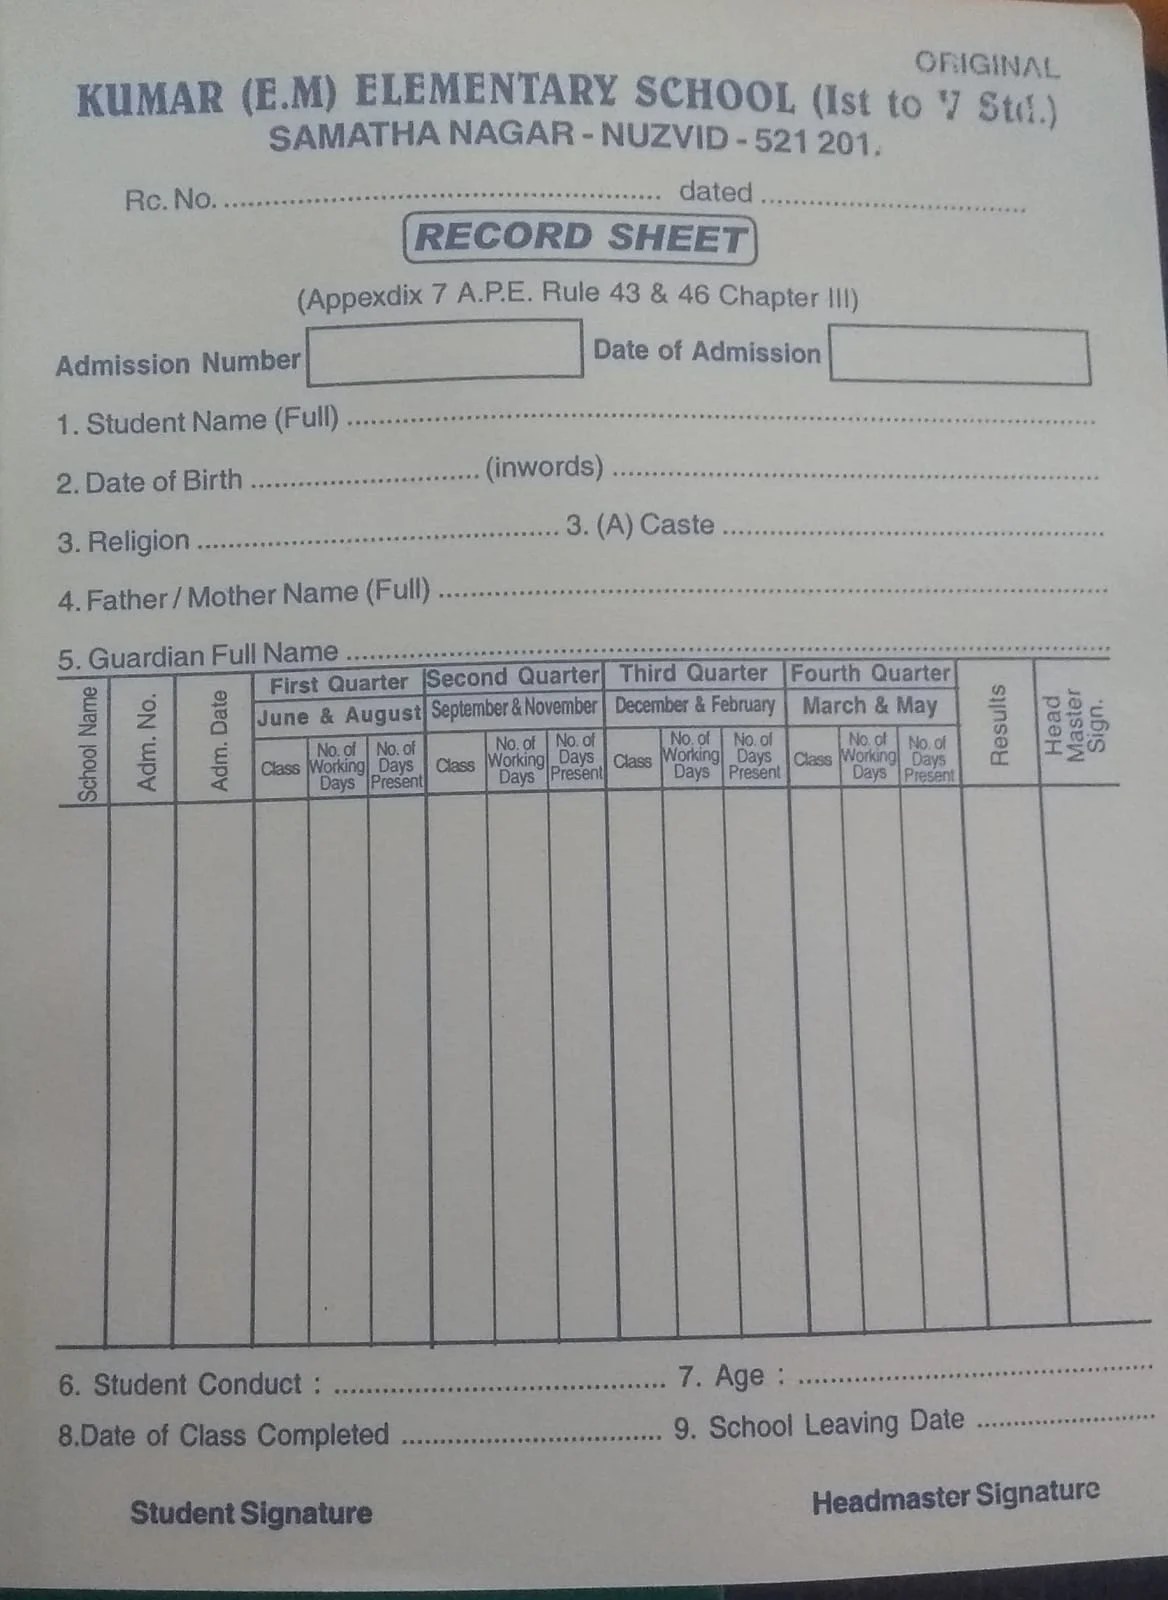 ORIGINAL
KUMAR (E.M) ELEMENTARY SCHOOL (Ist to 7 Std.)
SAMATHA NAGAR - NUZVID - 521 201.
Rc. No. .......................................................... dated .....................................
RECORD SHEET
(Appexdix 7 A.P.E. Rule 43 & 46 Chapter III)
Admission Number Date of Admission
1. Student Name (Full) ..........................................................................................
2. Date of Birth ............................. (inwords) ............................................................
3. Religion ............................................. 3. (A) Caste ...............................................
4. Father / Mother Name (Full) ................................................................................
5. Guardian Full Name ..........................................................................................
School Name
Adm. No.
Adm. Date
First Quarter Second Quarter Third Quarter Fourth Quarter
June & August September & November December & February March & May
Class No. of Working Days No. of Days Present Class No. of Working Days No. of Days Present Class No. of Working Days No. of Days Present Class No. of Working Days No. of Days Present
Results
Head Master Sign.
6. Student Conduct : .......................................... 7. Age : .............................................
8.Date of Class Completed ................................. 9. School Leaving Date .......................
Student Signature Headmaster Signature